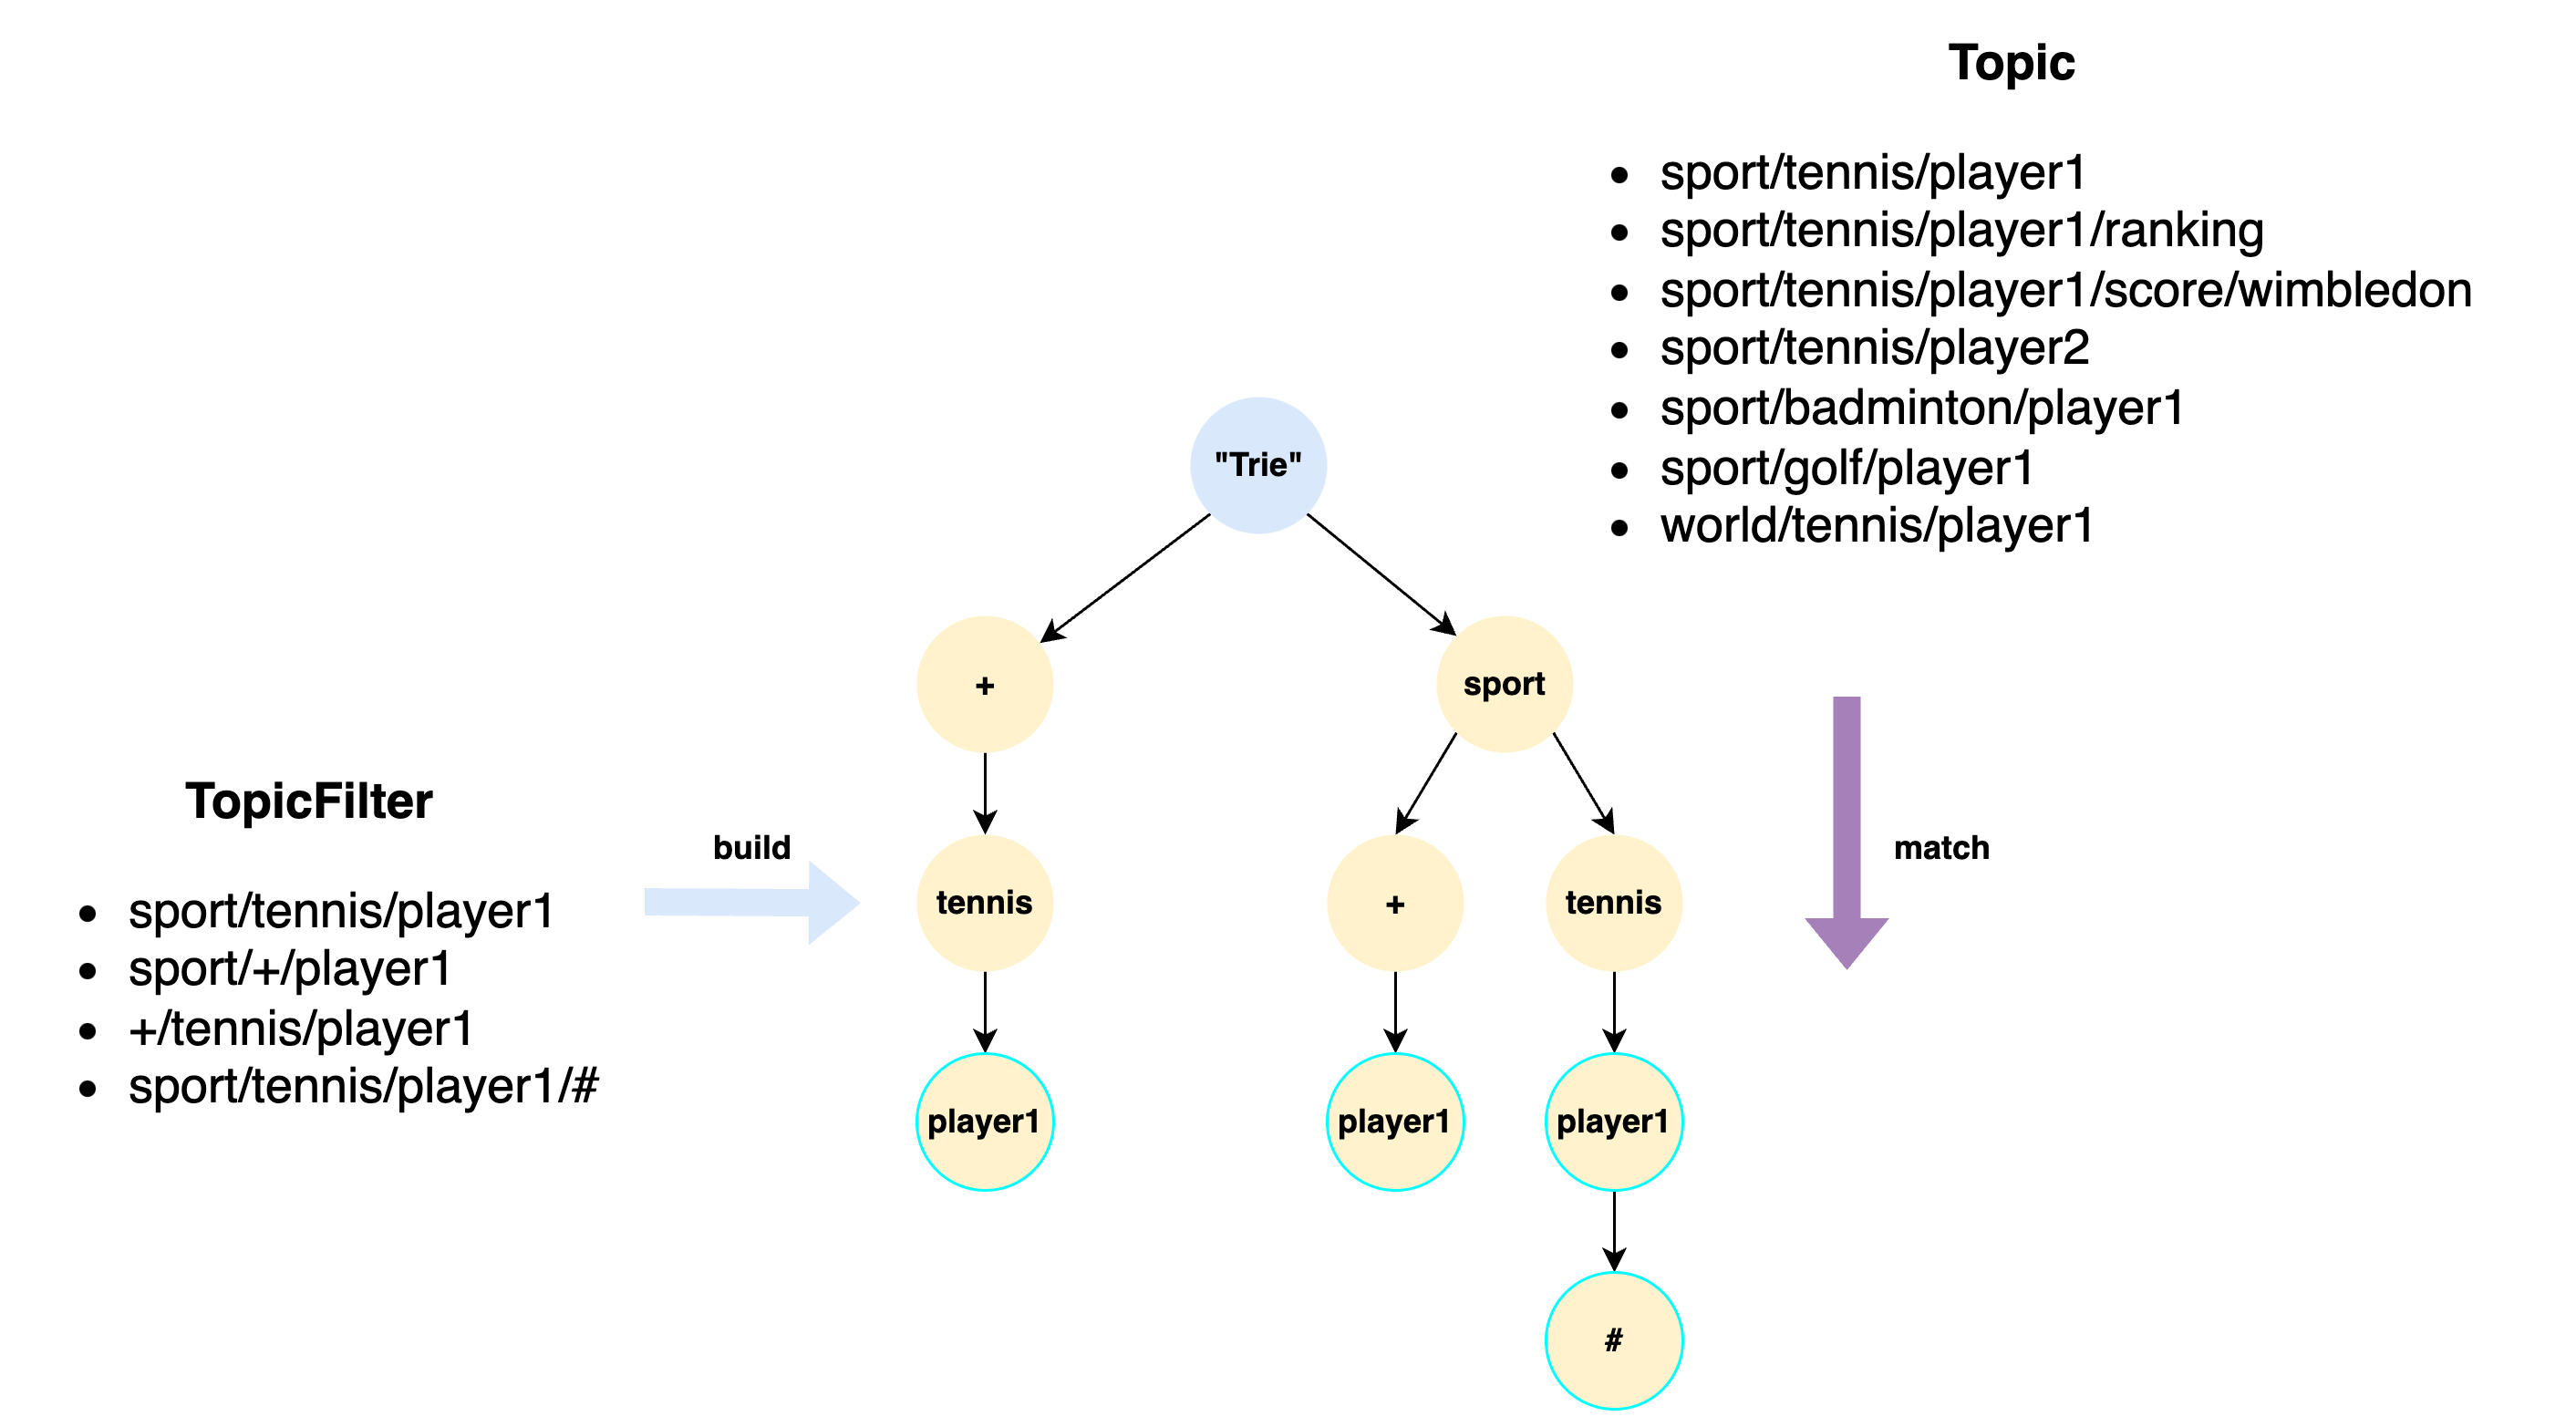 Topic
• sport/tennis/player1
• sport/tennis/player1/ranking
• sport/tennis/player1/score/wimbledon
• sport/tennis/player2
• sport/badminton/player1
• sport/golf/player1
• world/tennis/player1
"Trie"
+
sport
TopicFilter
• sport/tennis/player1
• sport/+/player1
• +/tennis/player1
• sport/tennis/player1/#
build
tennis
+
tennis
match
player1
player1
player1
#